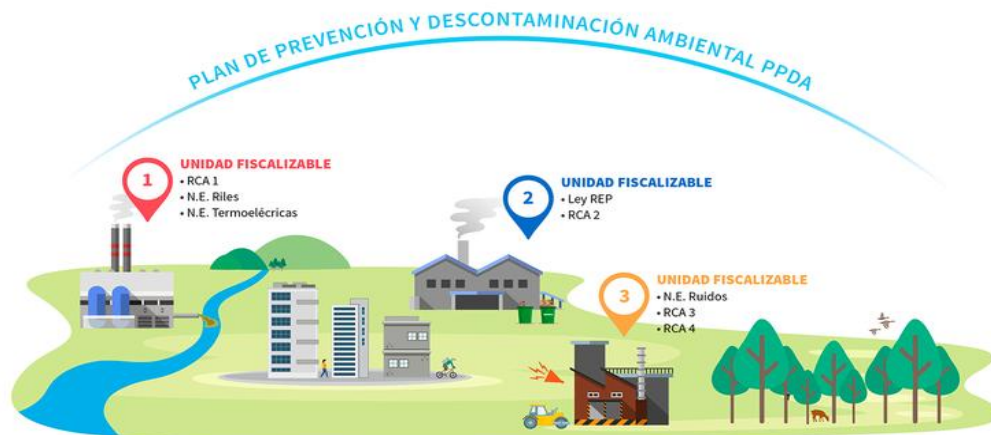 PLAN DE PREVENCIÓN Y DESCONTAMINACIÓN AMBIENTAL PPDA
1
UNIDAD FISCALIZABLE
• RCA 1
• N.E. Riles
• N.E. Termoelécticas
2
UNIDAD FISCALIZABLE
• Ley REP
• RCA 2
3
UNIDAD FISCALIZABLE
• N.E. Ruidos
• RCA 3
• RCA 4